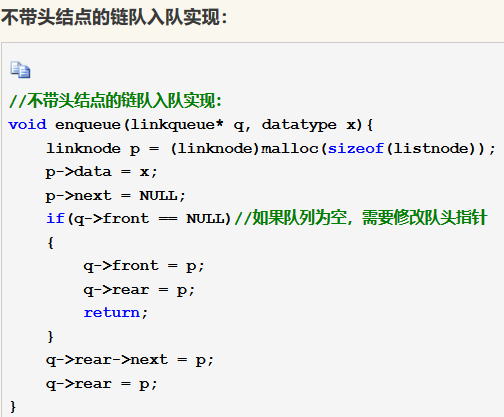 不带头结点的链队入队实现：
//不带头结点的链队入队实现：
void enqueue(linkqueue* q, datatype x){
    linknode p = (linknode)malloc(sizeof(listnode));
    p->data = x;
    p->next = NULL;
    if(q->front == NULL)//如果队列为空，需要修改队头指针
    {
        q->front = p;
        q->rear = p;
        return;
    }
    q->rear->next = p;
    q->rear = p;
}